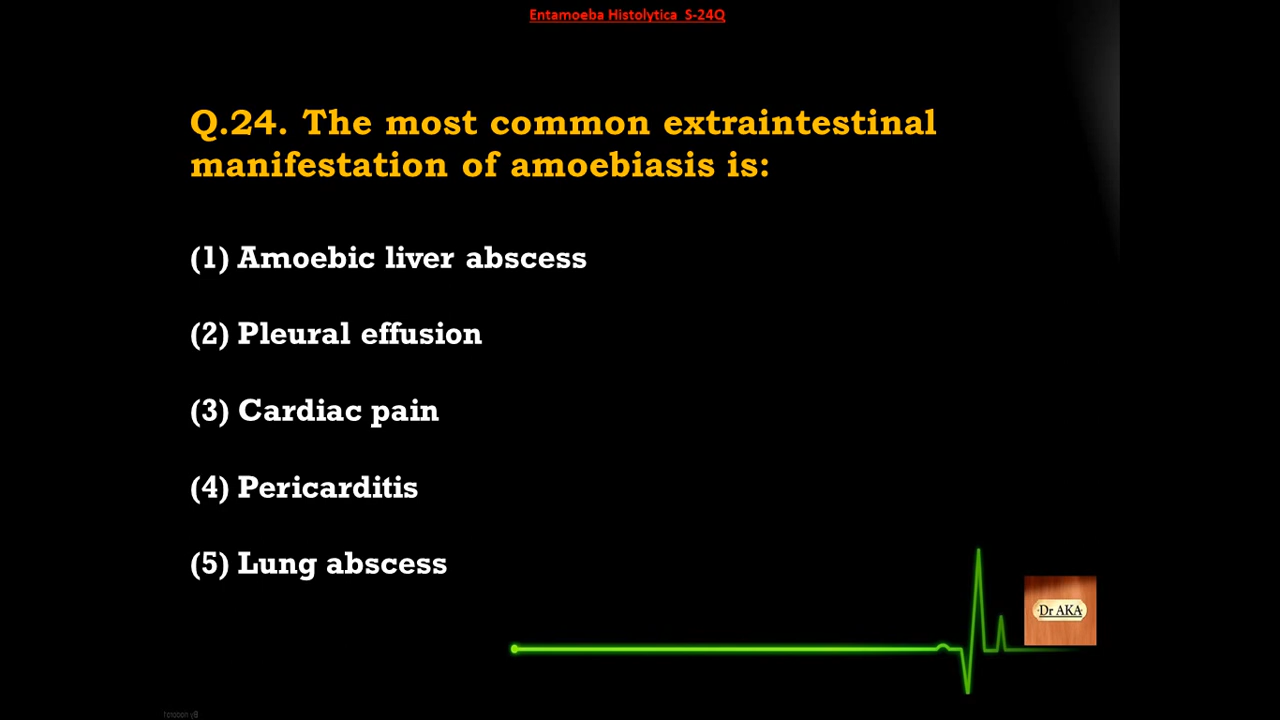 Entamoeba Histolytica S-24Q
Q.24. The most common extraintestinal
manifestation of amoebiasis is:
(1) Amoebic liver abscess
(2) Pleural effusion
(3) Cardiac pain
(4) Pericarditis
(5) Lung abscess
Dr AKA